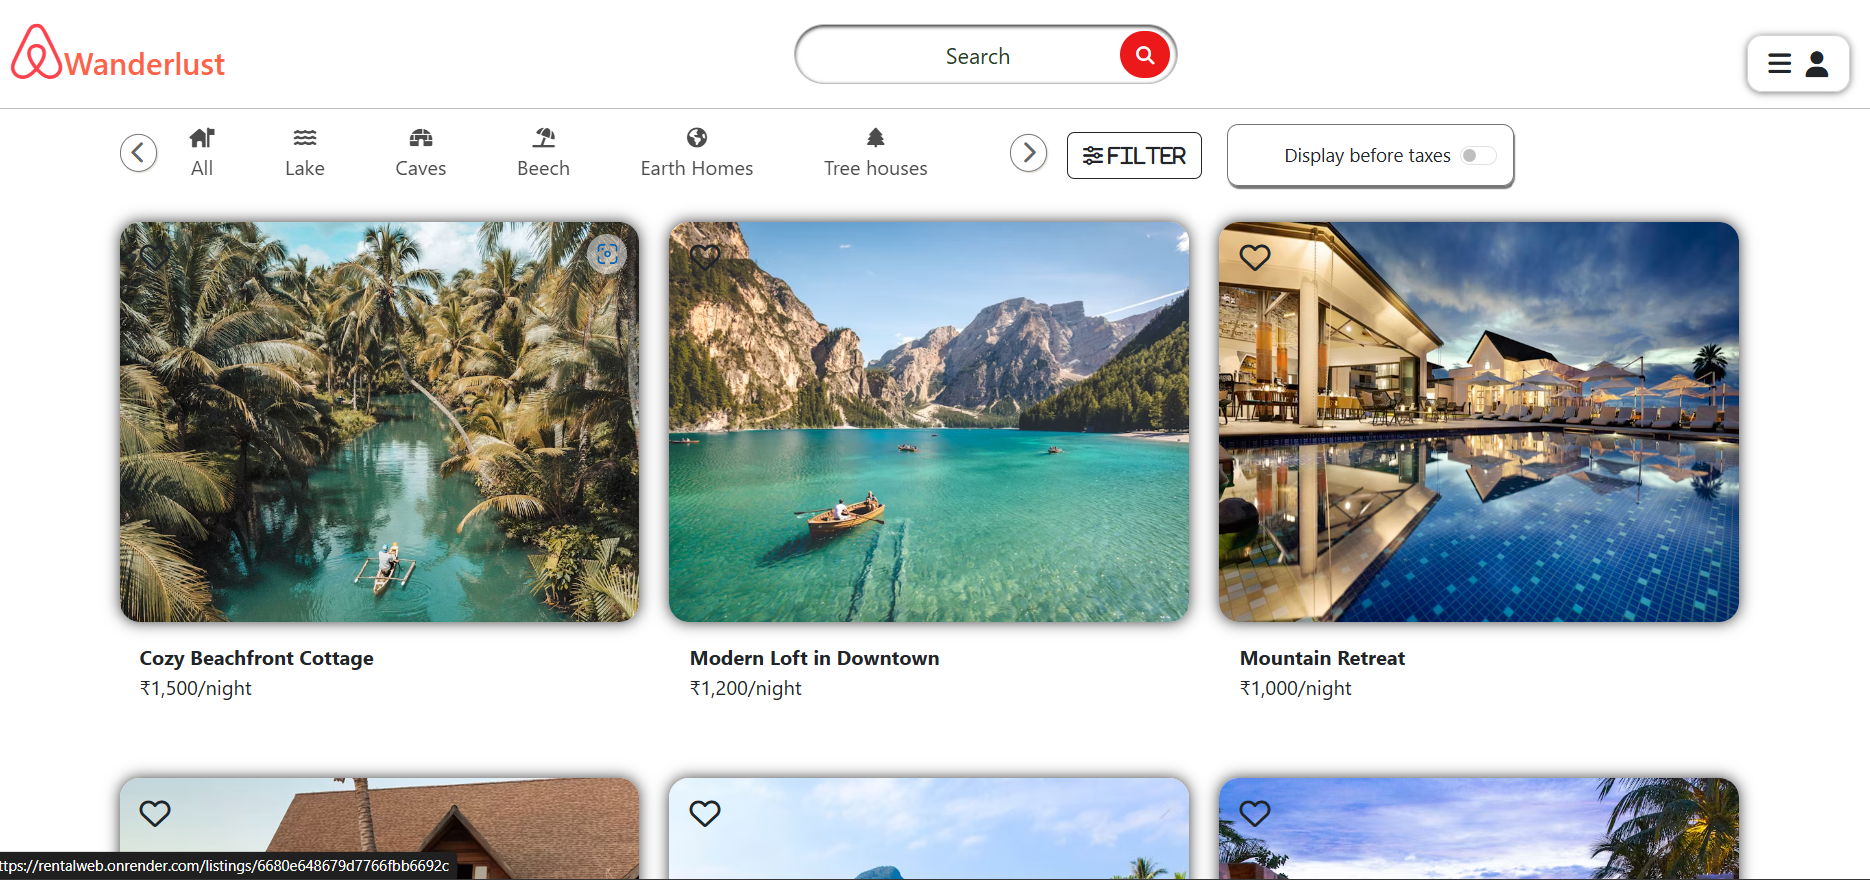 Wanderlust
Search
All
Lake
Caves
Beech
Earth Homes
Tree houses
FILTER
Display before taxes
Cozy Beachfront Cottage
₹1,500/night
Modern Loft in Downtown
₹1,200/night
Mountain Retreat
₹1,000/night
ttps://rentalweb.onrender.com/listings/6680e648679d7766fbb6692c